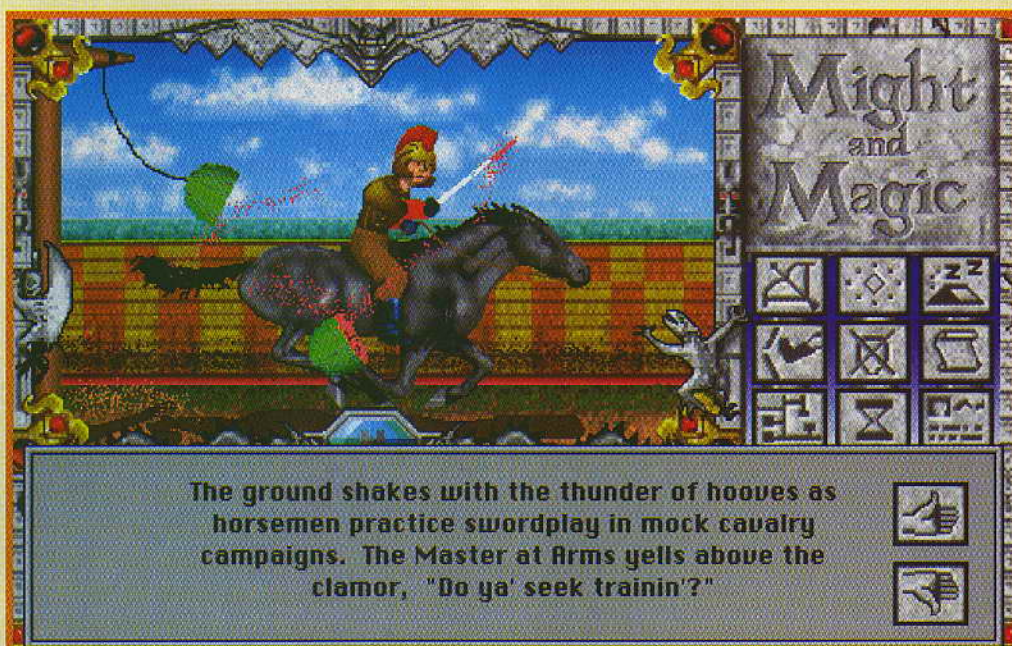 Might
and
Magic
z z
The ground shakes with the thunder of hooves as
horsemen practice swordplay in mock cavalry
campaigns. The Master at Arms yells above the
clamor, "Do ya' seek trainin'?"